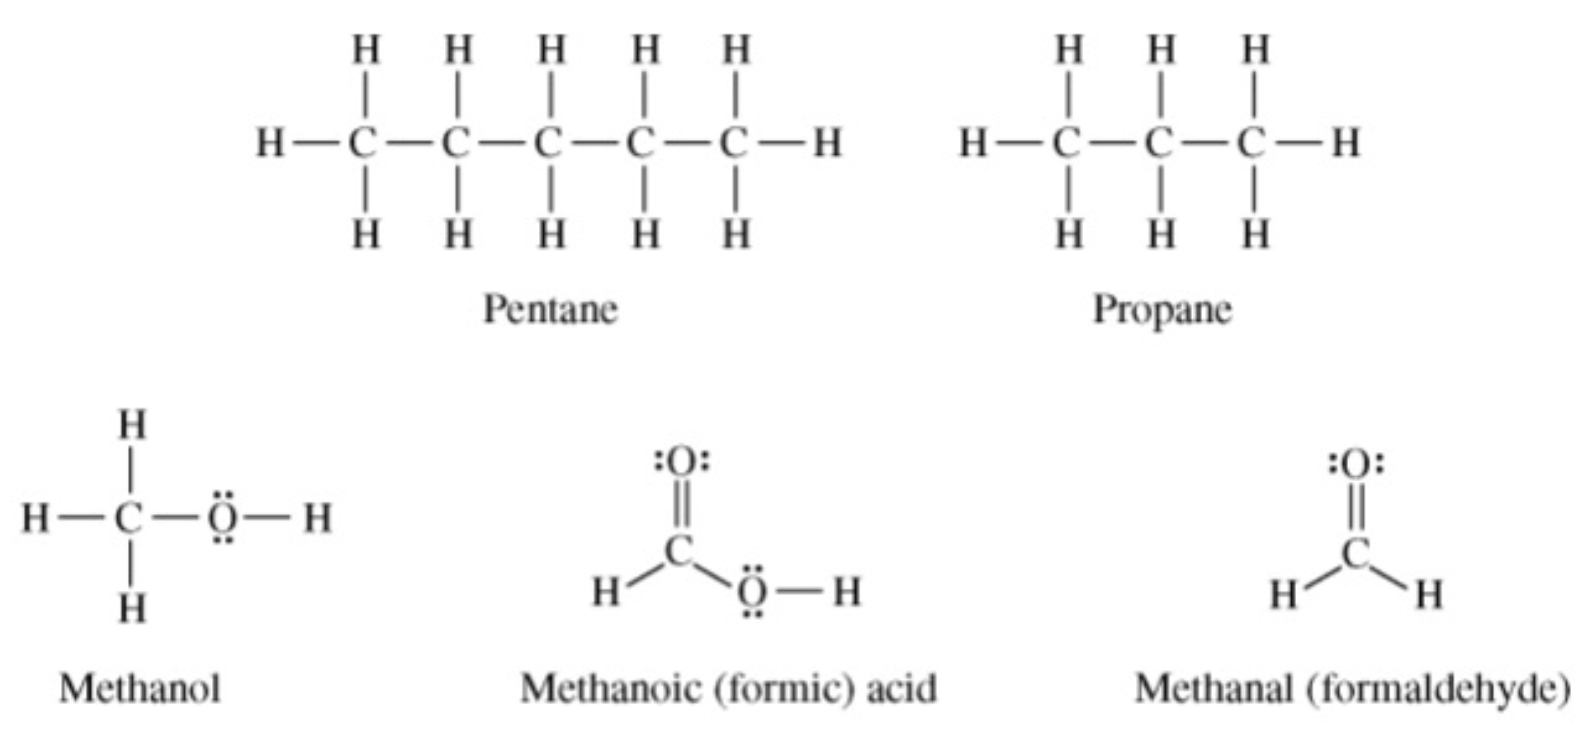 H H H H H H H H
H—C—C—C—C—C—H H—C—C—C—H
H H H H H H H H
Pentane Propane
H
:O: :O:
H—C—Ö—H
C C
H Ö—H H H
H
Methanol Methanoic (formic) acid Methanal (formaldehyde)